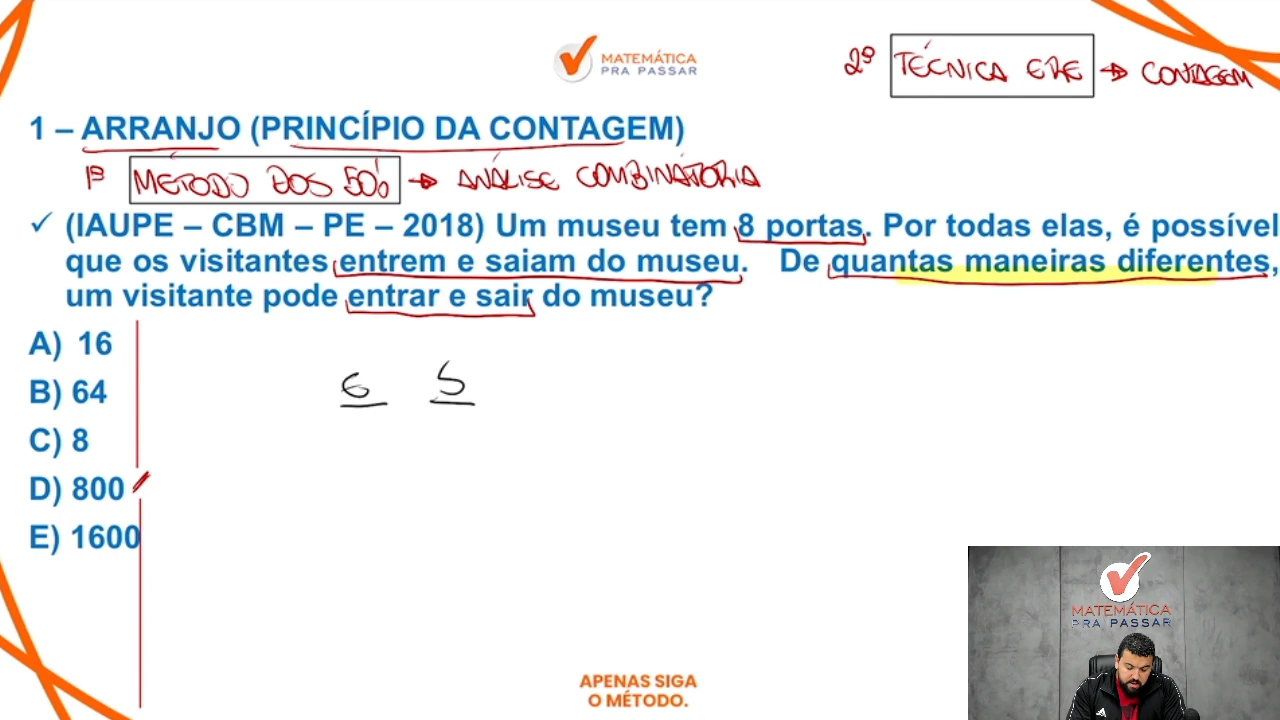 MATEMÁTICA
PRA PASSAR
2º TÉCNICA ERE → CONTAGEM
1 – ARRANJO (PRINCÍPIO DA CONTAGEM)
1º MÉTODO DOS 50% → ANÁLISE COMBINATÓRIA
✓ (IAUPE – CBM – PE – 2018) Um museu tem 8 portas. Por todas elas, é possível
que os visitantes entrem e saiam do museu. De quantas maneiras diferentes,
um visitante pode entrar e sair do museu?
A) 16
B) 64
C) 8
D) 800
E) 1600
E S
MATEMÁTICA
PRA PASSAR
APENAS SIGA
O MÉTODO.